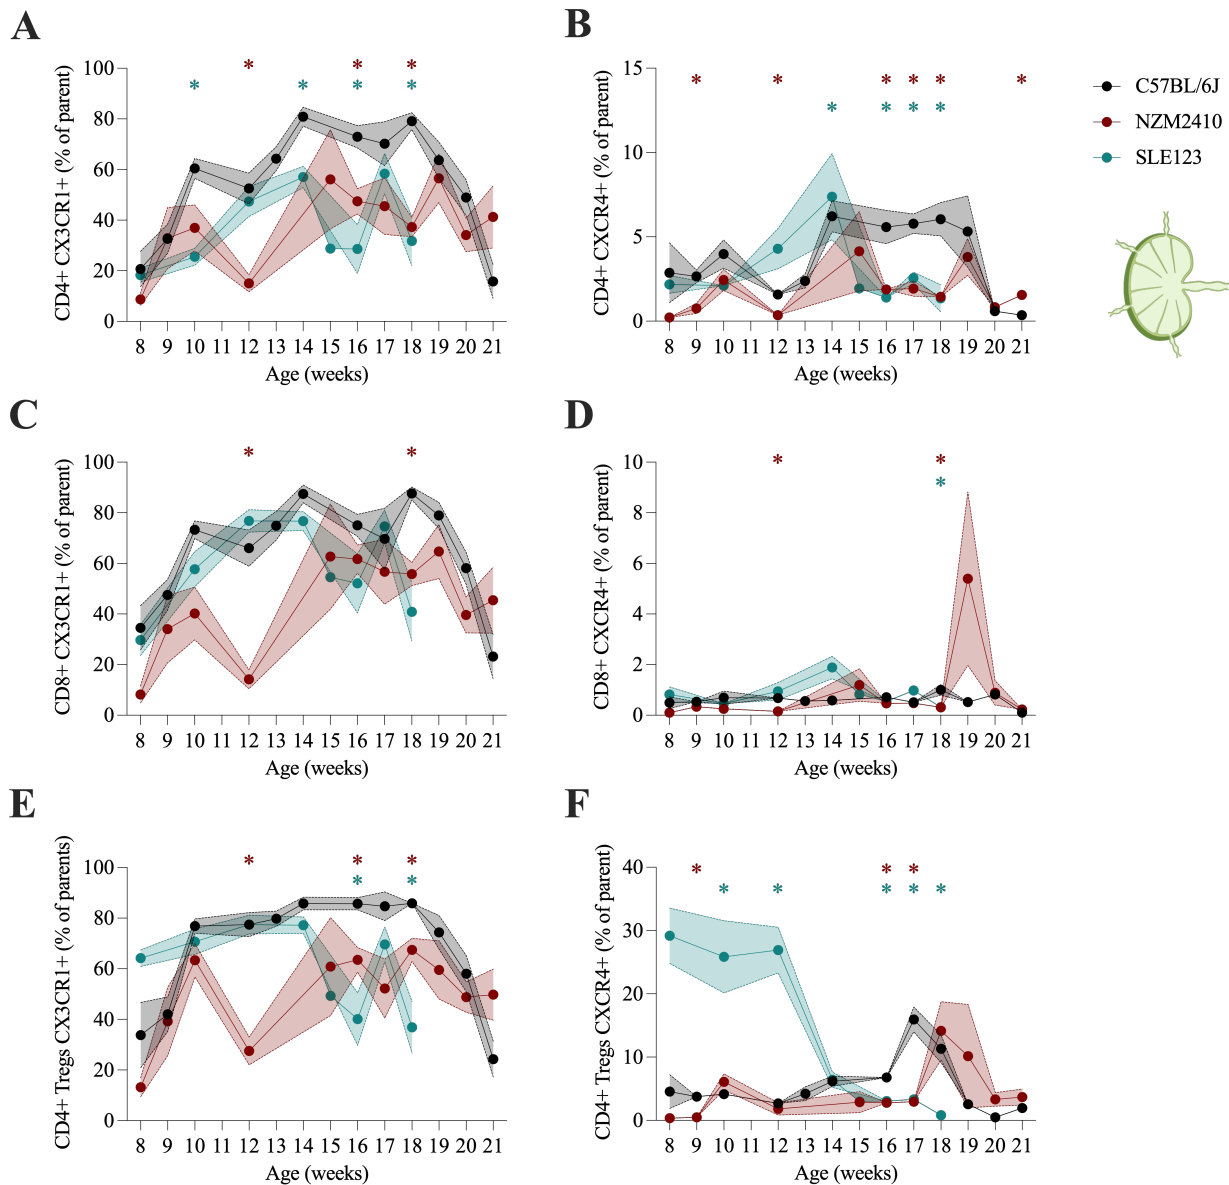 A
CD4+ CX3CR1+ (% of parent)
* * * * *
* * * *
100
80
60
40
20
0
8 9 10 11 12 13 14 15 16 17 18 19 20 21
Age (weeks)
B
CD4+ CXCR4+ (% of parent)
* * * * * *
* * * *
15
10
5
0
8 9 10 11 12 13 14 15 16 17 18 19 20 21
Age (weeks)
C57BL/6J
NZM2410
SLE123
C
CD8+ CX3CR1+ (% of parent)
* *
100
80
60
40
20
0
8 9 10 11 12 13 14 15 16 17 18 19 20 21
Age (weeks)
D
CD8+ CXCR4+ (% of parent)
* *
*
10
8
6
4
2
0
8 9 10 11 12 13 14 15 16 17 18 19 20 21
Age (weeks)
E
CD4+ Tregs CX3CR1+ (% of parents)
* * *
* *
100
80
60
40
20
0
8 9 10 11 12 13 14 15 16 17 18 19 20 21
Age (weeks)
F
CD4+ Tregs CXCR4+ (% of parent)
* * *
* * * * *
40
30
20
10
0
8 9 10 11 12 13 14 15 16 17 18 19 20 21
Age (weeks)